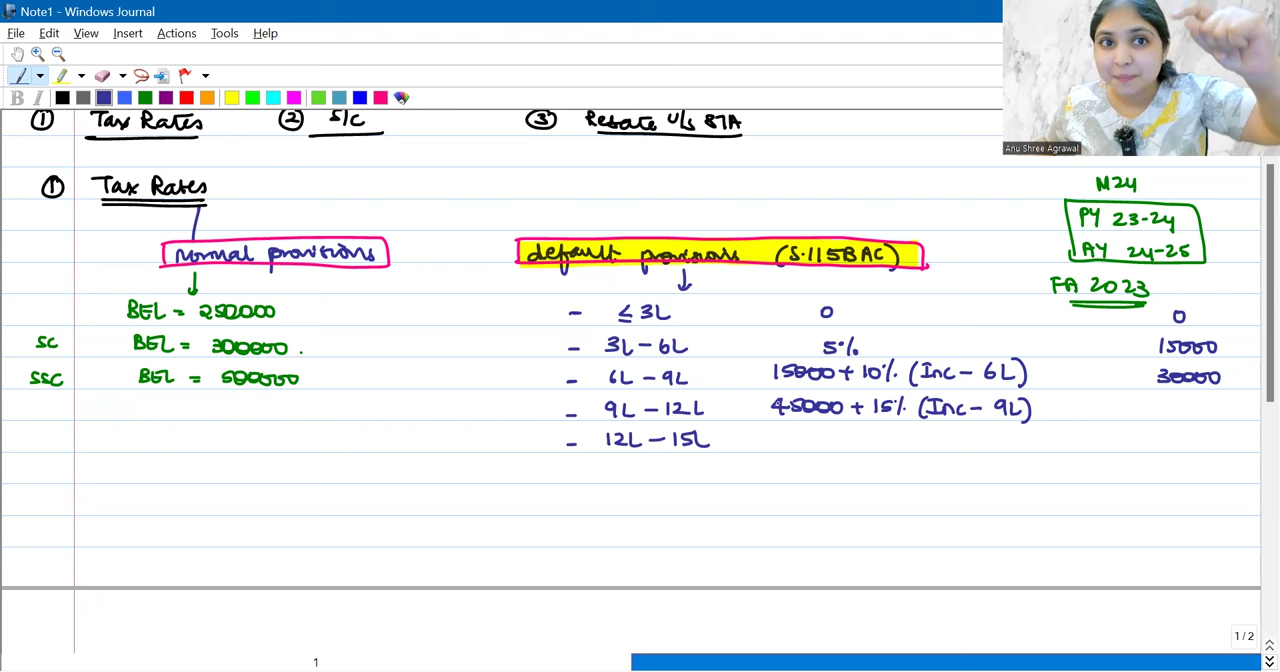 Note1 - Windows Journal
File Edit View Insert Actions Tools Help
B I
Anu Shree Agrawal
① Tax Rates ② S/C ③ Rebate U/s 87A
① Tax Rates
M24
PY 23-24
AY 24-25
FA 2023
normal provisions
default provisions (S.115BAC)
BEL = 250000
SC BEL = 300000.
SSC BEL = 500000
- ≤ 3L 0 0
- 3L - 6L 5% 15000
- 6L - 9L 15000 + 10% (Inc - 6L) 30000
- 9L - 12L 45000 + 15% (Inc - 9L)
- 12L - 15L
1 / 2
1